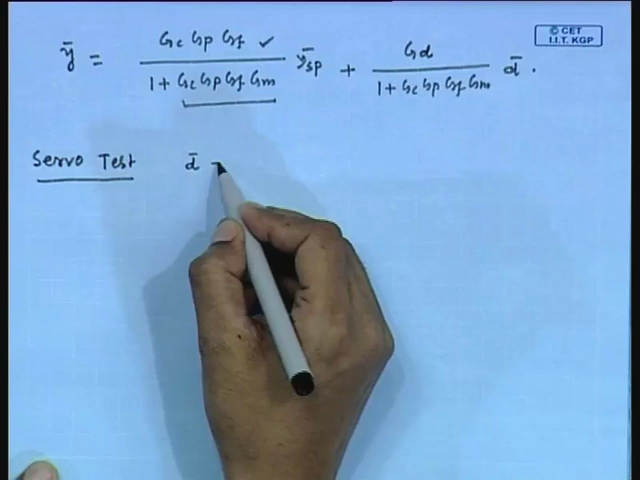 ȳ = Gc Gp Gf ✓ / 1 + Gc Gp Gf Gm ȳsp + Gd / 1 + Gc Gp Gf Gm d̄ .
© CET
I.I.T. KGP
Servo Test d̄ -